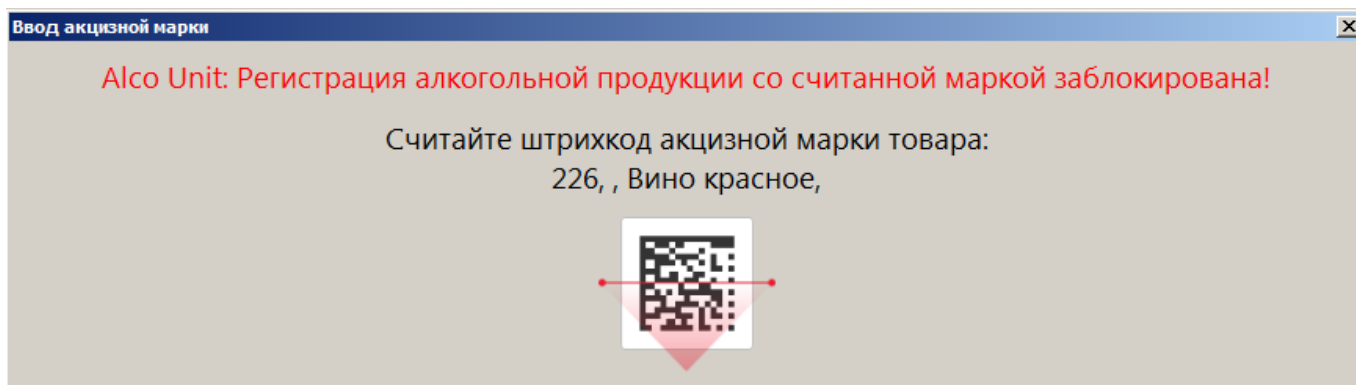 Ввод акцизной марки
Alco Unit: Регистрация алкогольной продукции со считанной маркой заблокирована!
Считайте штрихкод акцизной марки товара:
226, , Вино красное,